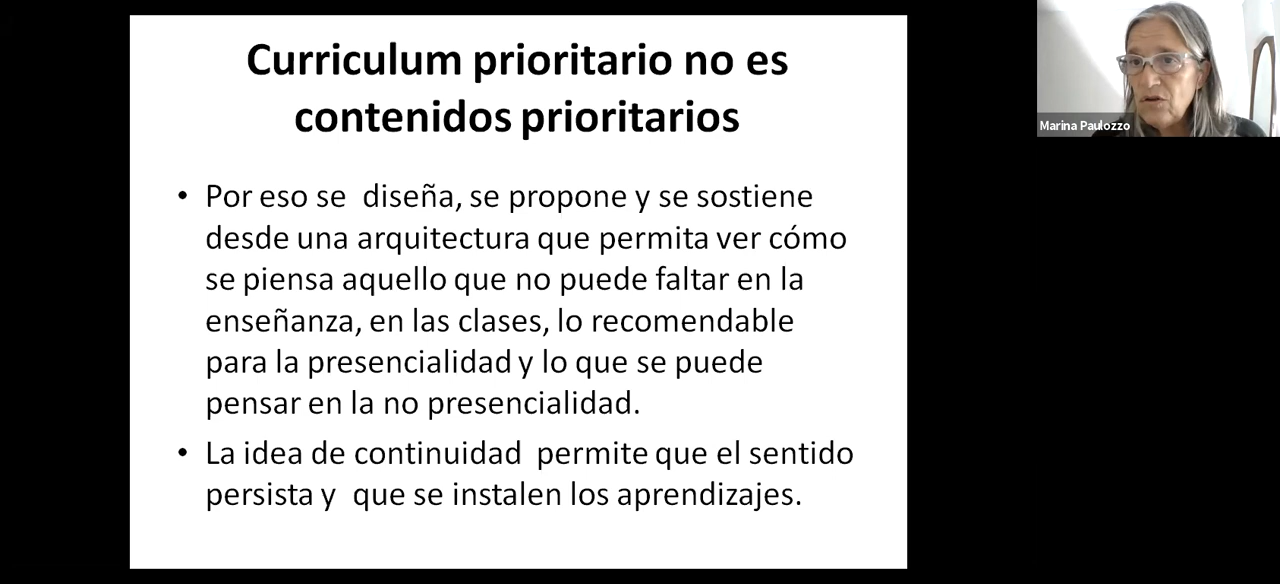 Curriculum prioritario no es
contenidos prioritarios
• Por eso se diseña, se propone y se sostiene
desde una arquitectura que permita ver cómo
se piensa aquello que no puede faltar en la
enseñanza, en las clases, lo recomendable
para la presencialidad y lo que se puede
pensar en la no presencialidad.
• La idea de continuidad permite que el sentido
persista y que se instalen los aprendizajes.
Marina Paulozzo